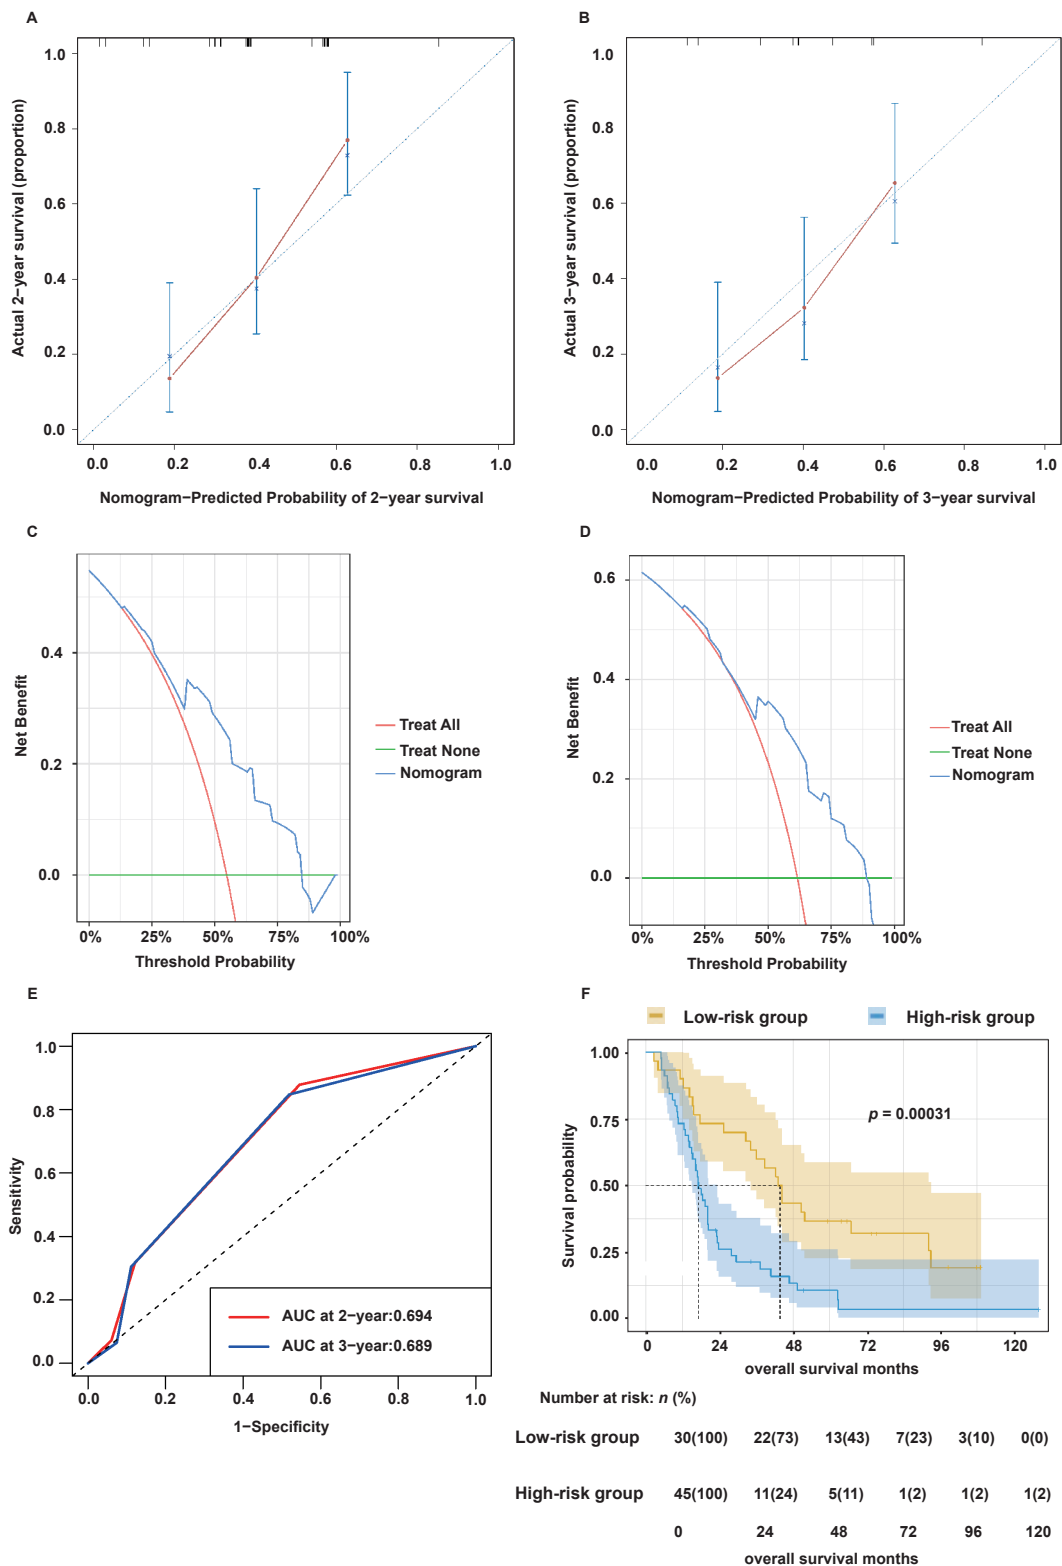 A
B
1.0
0.8
0.6
0.4
0.2
0.0
Actual 2−year survival (proportion)
0.0 0.2 0.4 0.6 0.8 1.0
Nomogram−Predicted Probability of 2−year survival
1.0
0.8
0.6
0.4
0.2
0.0
Actual 3−year survival (proportion)
0.0 0.2 0.4 0.6 0.8 1.0
Nomogram−Predicted Probability of 3−year survival
C
D
0.4
0.2
0.0
Net Benefit
0% 25% 50% 75% 100%
Threshold Probability
Treat All
Treat None
Nomogram
0.6
0.4
0.2
0.0
Net Benefit
0% 25% 50% 75% 100%
Threshold Probability
Treat All
Treat None
Nomogram
E
F
1.0
0.8
0.6
0.4
0.2
0.0
Sensitivity
AUC at 2−year:0.694
AUC at 3−year:0.689
0.0 0.2 0.4 0.6 0.8 1.0
1−Specificity
Low-risk group High-risk group
1.00
0.75
0.50
0.25
0.00
Survival probability
p = 0.00031
0 24 48 72 96 120
overall survival months
Number at risk: n (%)
Low-risk group 30(100) 22(73) 13(43) 7(23) 3(10) 0(0)
High-risk group 45(100) 11(24) 5(11) 1(2) 1(2) 1(2)
0 24 48 72 96 120
overall survival months